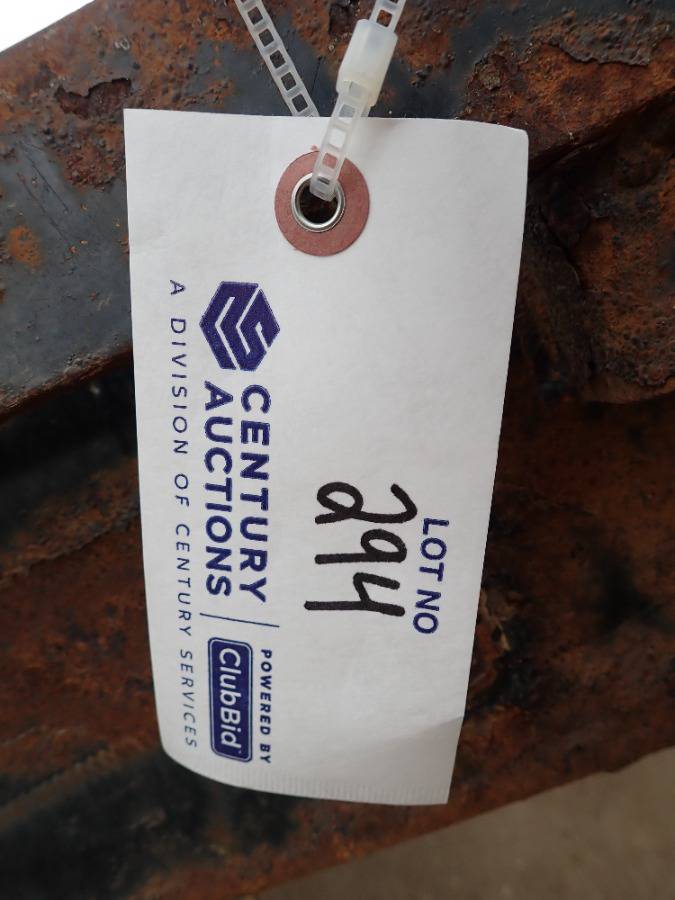 LOT NO
294
CENTURY
AUCTIONS
POWERED BY
ClubBid
A DIVISION OF CENTURY SERVICES